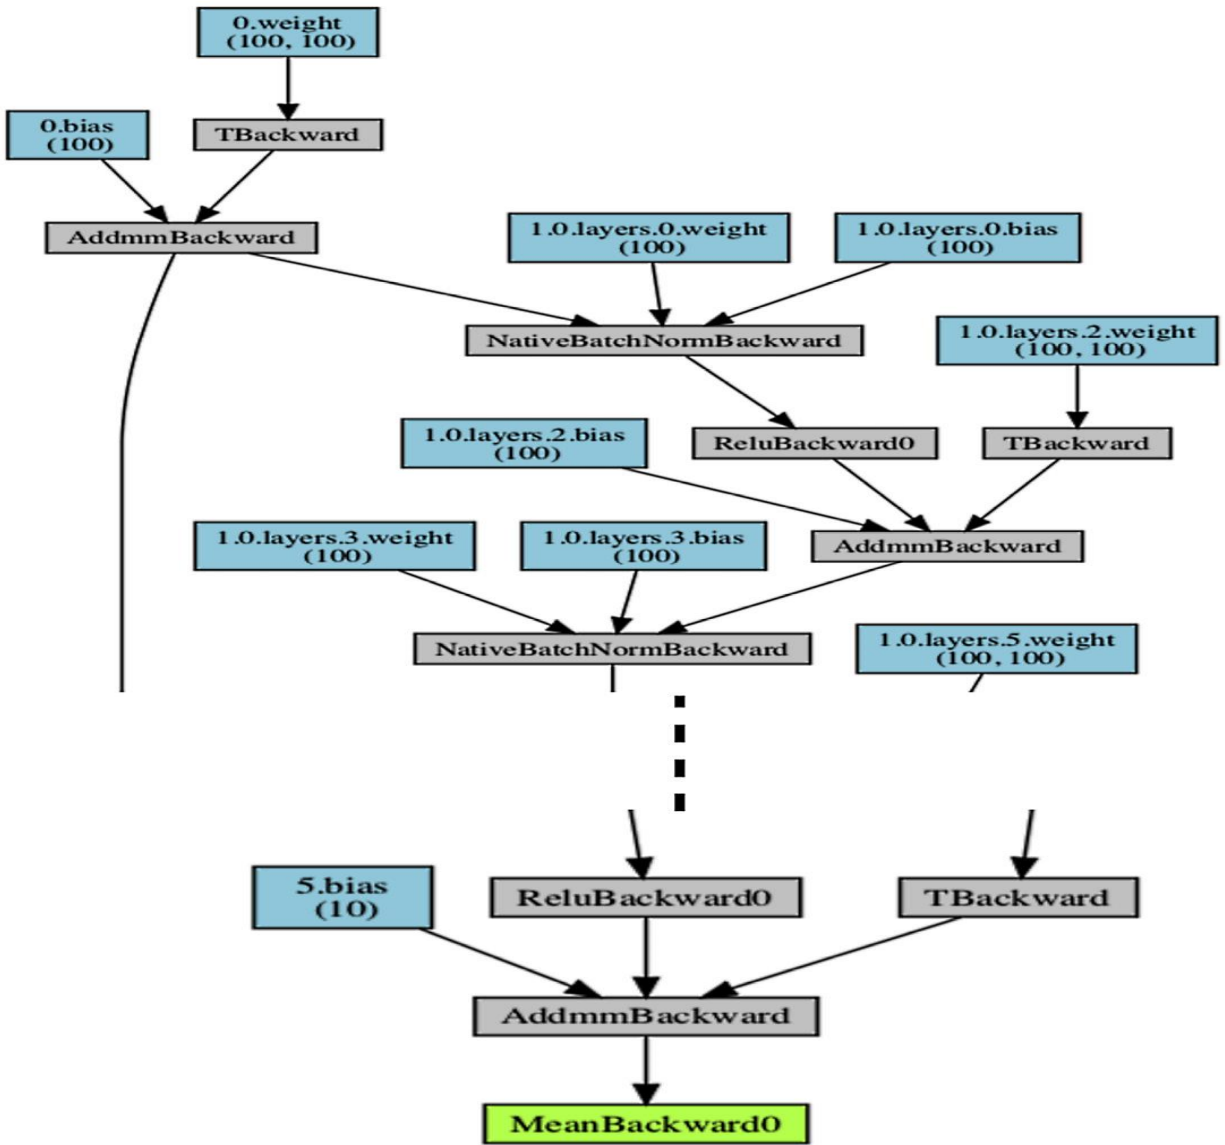 0.weight
(100, 100)
0.bias
(100)
TBackward
AddmmBackward
1.0.layers.0.weight
(100)
1.0.layers.0.bias
(100)
NativeBatchNormBackward
1.0.layers.2.weight
(100, 100)
1.0.layers.2.bias
(100)
ReluBackward0
TBackward
1.0.layers.3.weight
(100)
1.0.layers.3.bias
(100)
AddmmBackward
NativeBatchNormBackward
1.0.layers.5.weight
(100, 100)
5.bias
(10)
ReluBackward0
TBackward
AddmmBackward
MeanBackward0